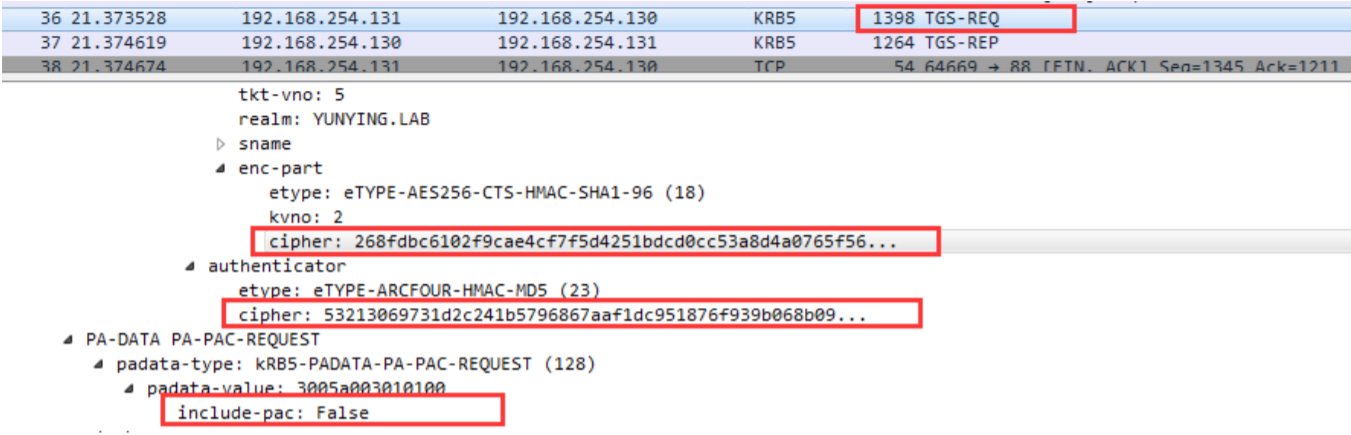 36 21.373528 192.168.254.131 192.168.254.130 KRB5 1398 TGS-REQ
37 21.374619 192.168.254.130 192.168.254.131 KRB5 1264 TGS-REP
38 21.374674 192.168.254.131 192.168.254.130 TCP 54 64669 → 88 [FIN, ACK] Seq=1345 Ack=1211
tkt-vno: 5
realm: YUNYING.LAB
sname
enc-part
etype: eTYPE-AES256-CTS-HMAC-SHA1-96 (18)
kvno: 2
cipher: 268fdbc6102f9cae4cf7f5d4251bdcd0cc53a8d4a0765f56...
authenticator
etype: eTYPE-ARCFOUR-HMAC-MD5 (23)
cipher: 53213069731d2c241b5796867aaf1dc951876f939b068b09...
PA-DATA PA-PAC-REQUEST
padata-type: kRB5-PADATA-PA-PAC-REQUEST (128)
padata-value: 3005a003010100
include-pac: False